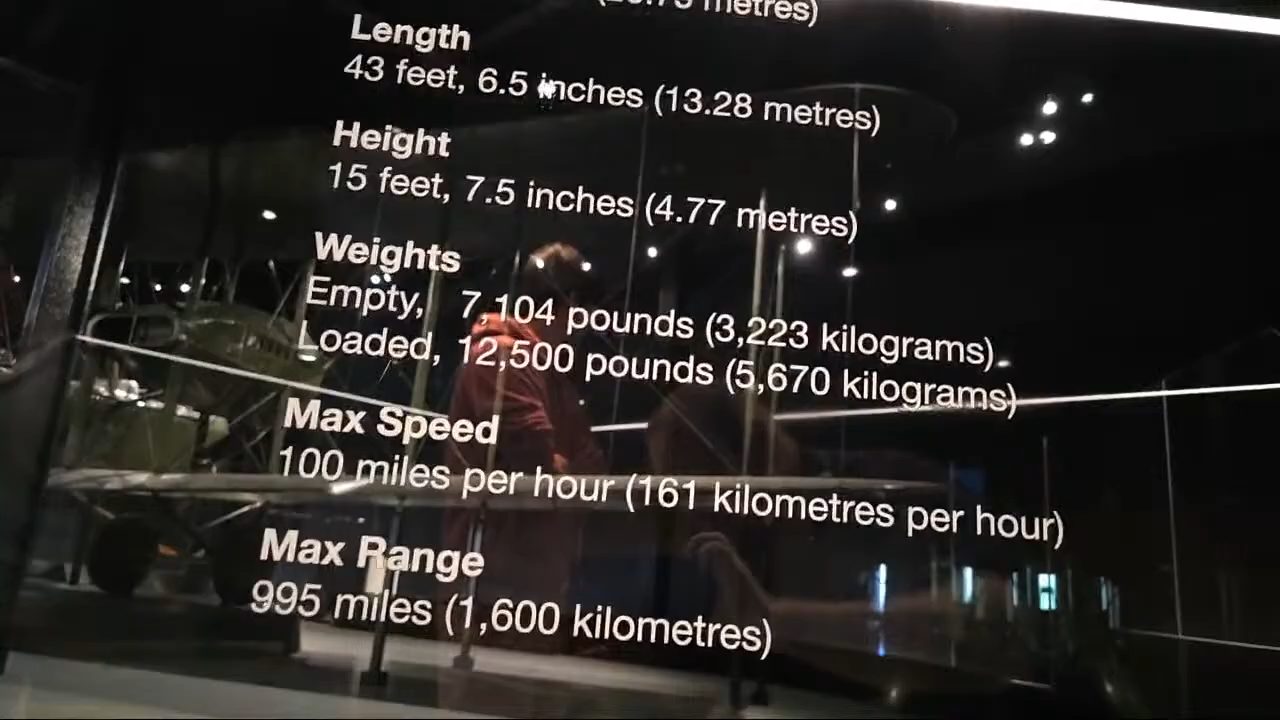 metres)
Length
43 feet, 6.5 inches (13.28 metres)
Height
15 feet, 7.5 inches (4.77 metres)
Weights
Empty, 7,104 pounds (3,223 kilograms)
Loaded, 12,500 pounds (5,670 kilograms)
Max Speed
100 miles per hour (161 kilometres per hour)
Max Range
995 miles (1,600 kilometres)